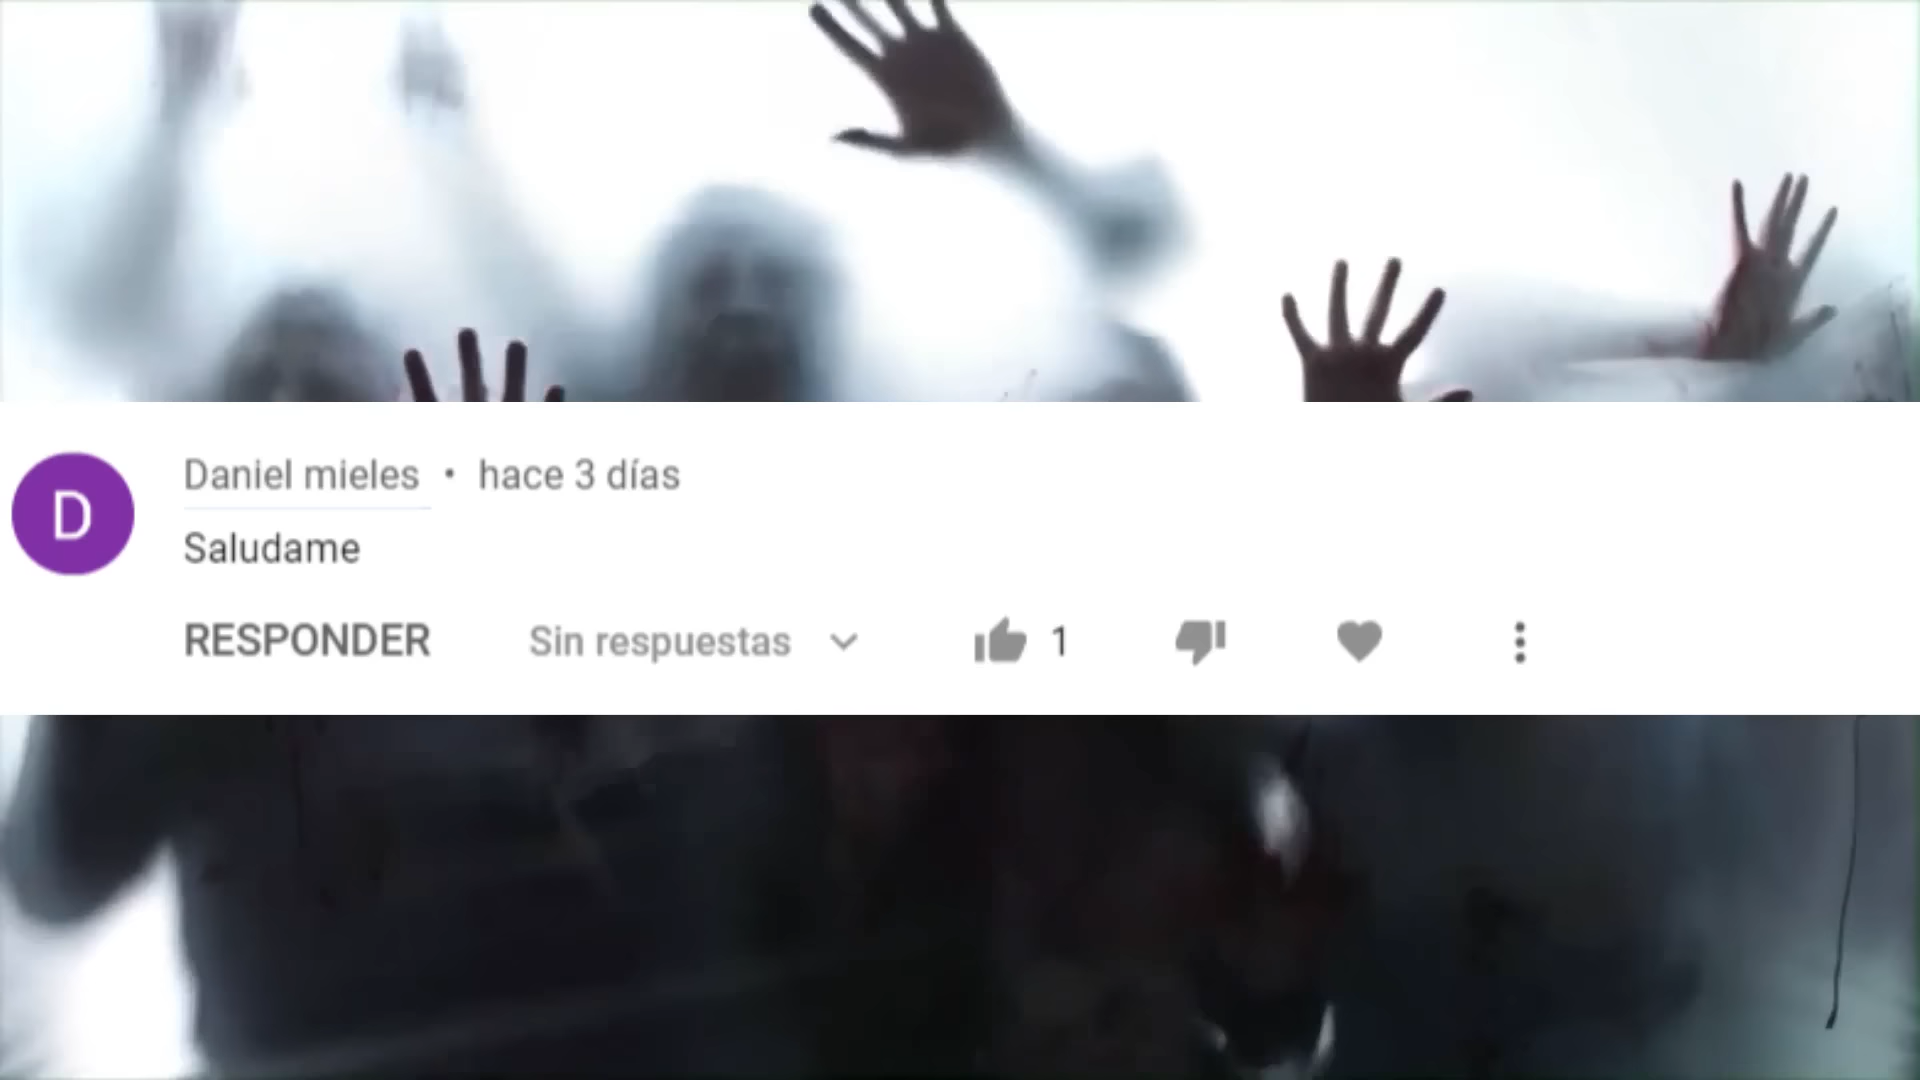 D
Daniel mieles • hace 3 días
Saludame
RESPONDER Sin respuestas 1